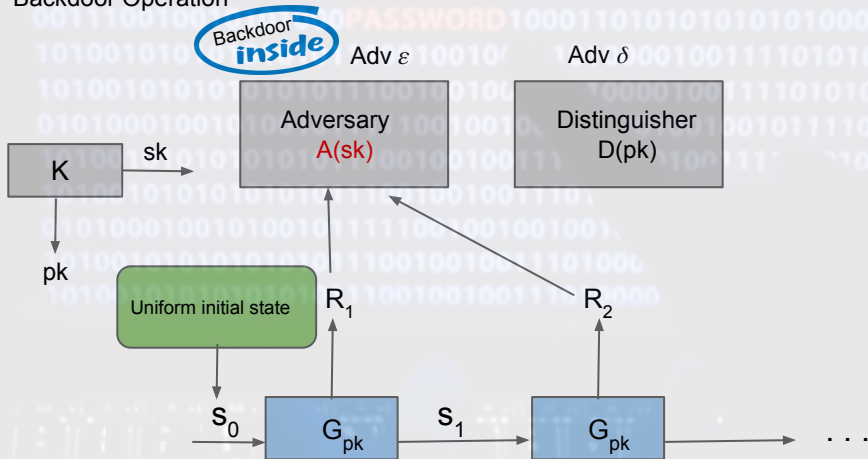 Backdoor Operation
PASSWORD
Backdoor
inside
Adv ε
Adv δ
Adversary
A(sk)
Distinguisher
D(pk)
K
sk
pk
Uniform initial state
R1
R2
S0
Gpk
S1
Gpk
. . .